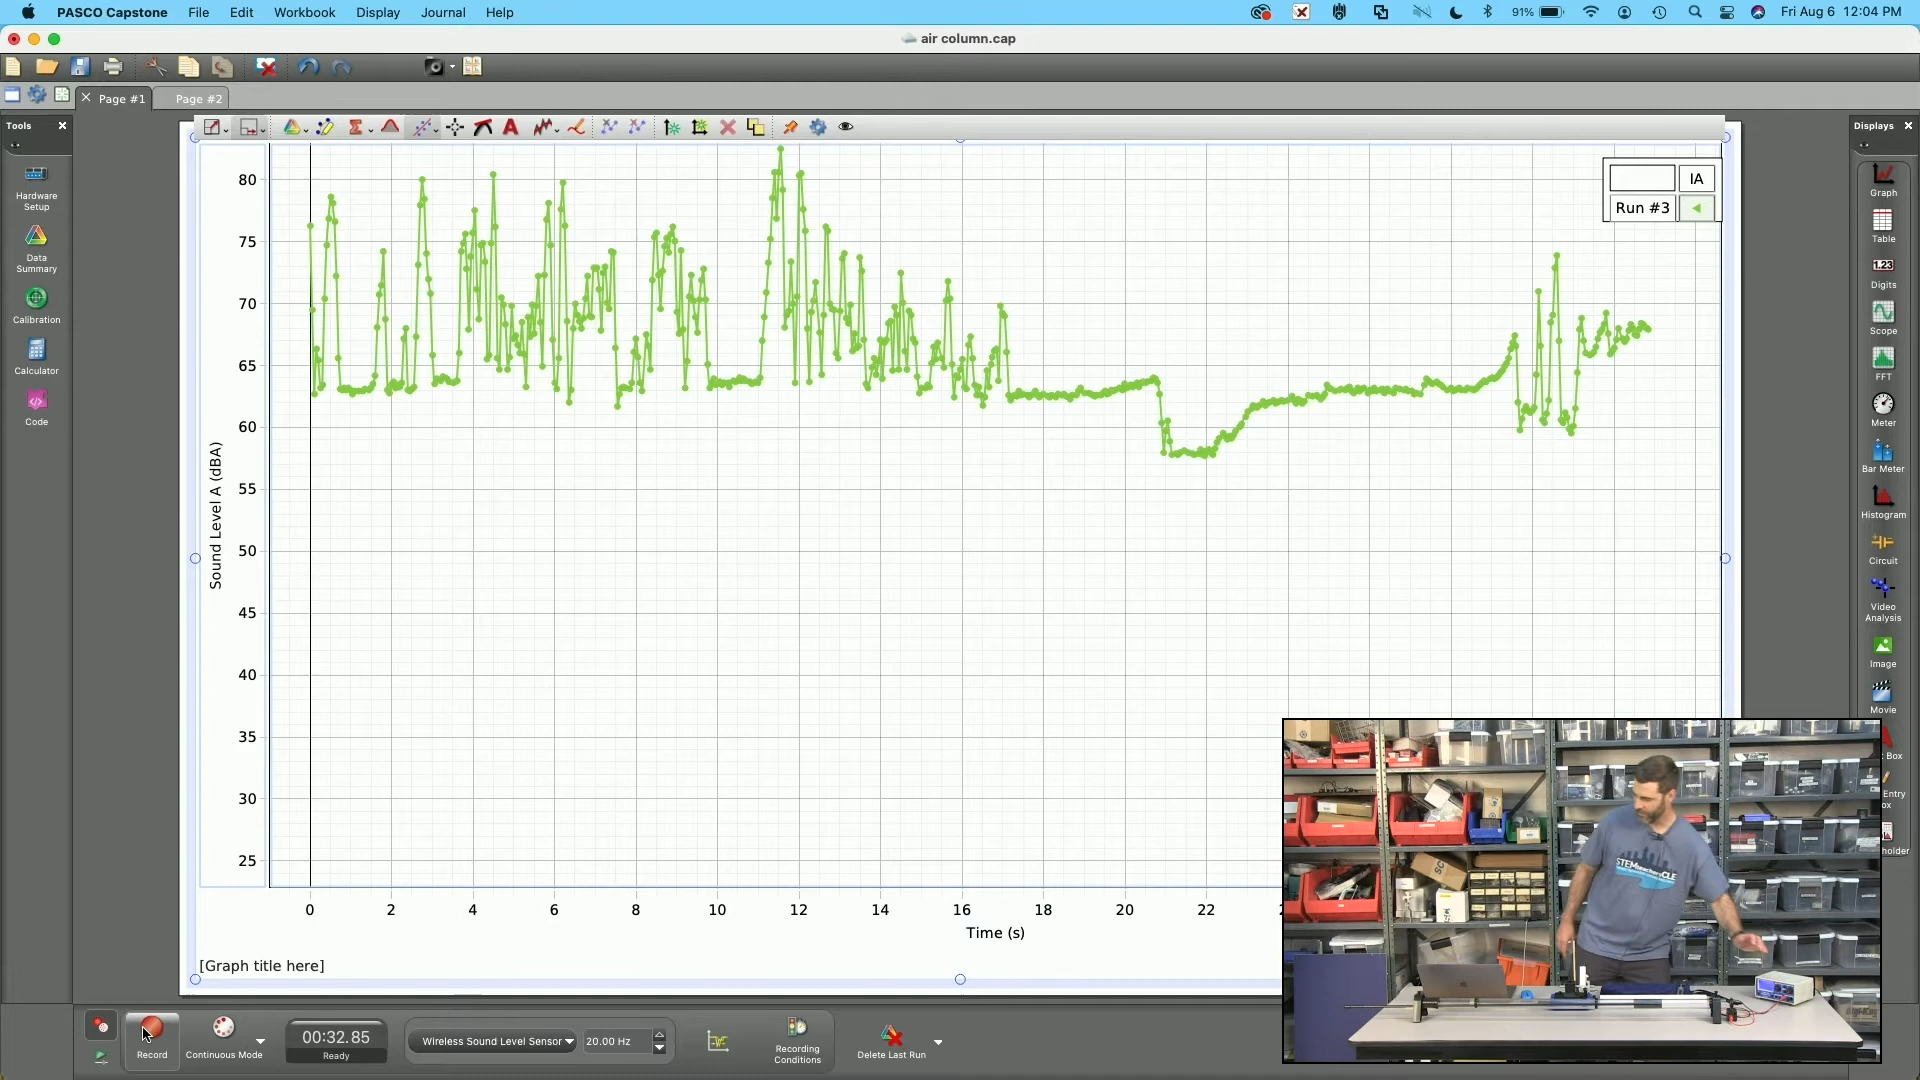 PASCO Capstone File Edit Workbook Display Journal Help 91% Fri Aug 6 12:04 PM
air column.cap
Page #1 Page #2
Tools
Hardware Setup
Data Summary
Calibration
Calculator
Code
Sound Level A (dBA)
80
75
70
65
60
55
50
45
40
35
30
25
0 2 4 6 8 10 12 14 16 18 20 22
Time (s)
[Graph title here]
IA
Run #3
Displays
Graph
Table
1.23
Digits
Scope
FFT
Meter
Bar Meter
Histogram
Circuit
Video Analysis
Image
Movie
Box
Entry
STEMteachersCLE
Record
Continuous Mode
00:32.85
Ready
Wireless Sound Level Sensor 20.00 Hz
Recording Conditions
Delete Last Run